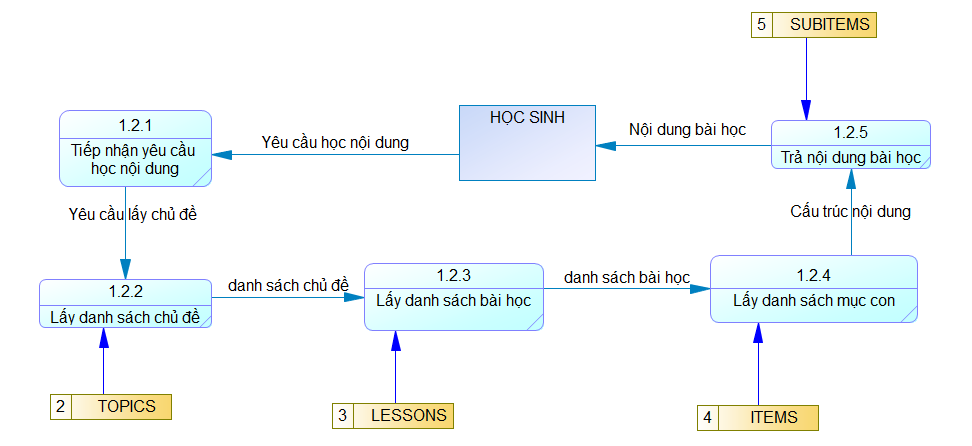 5 SUBITEMS
HỌC SINH
1.2.1
Tiếp nhận yêu cầu
học nội dung
Yêu cầu học nội dung
Nội dung bài học
1.2.5
Trả nội dung bài học
Yêu cầu lấy chủ đề
Cấu trúc nội dung
1.2.2
Lấy danh sách chủ đề
danh sách chủ đề
1.2.3
Lấy danh sách bài học
danh sách bài học
1.2.4
Lấy danh sách mục con
2 TOPICS
3 LESSONS
4 ITEMS